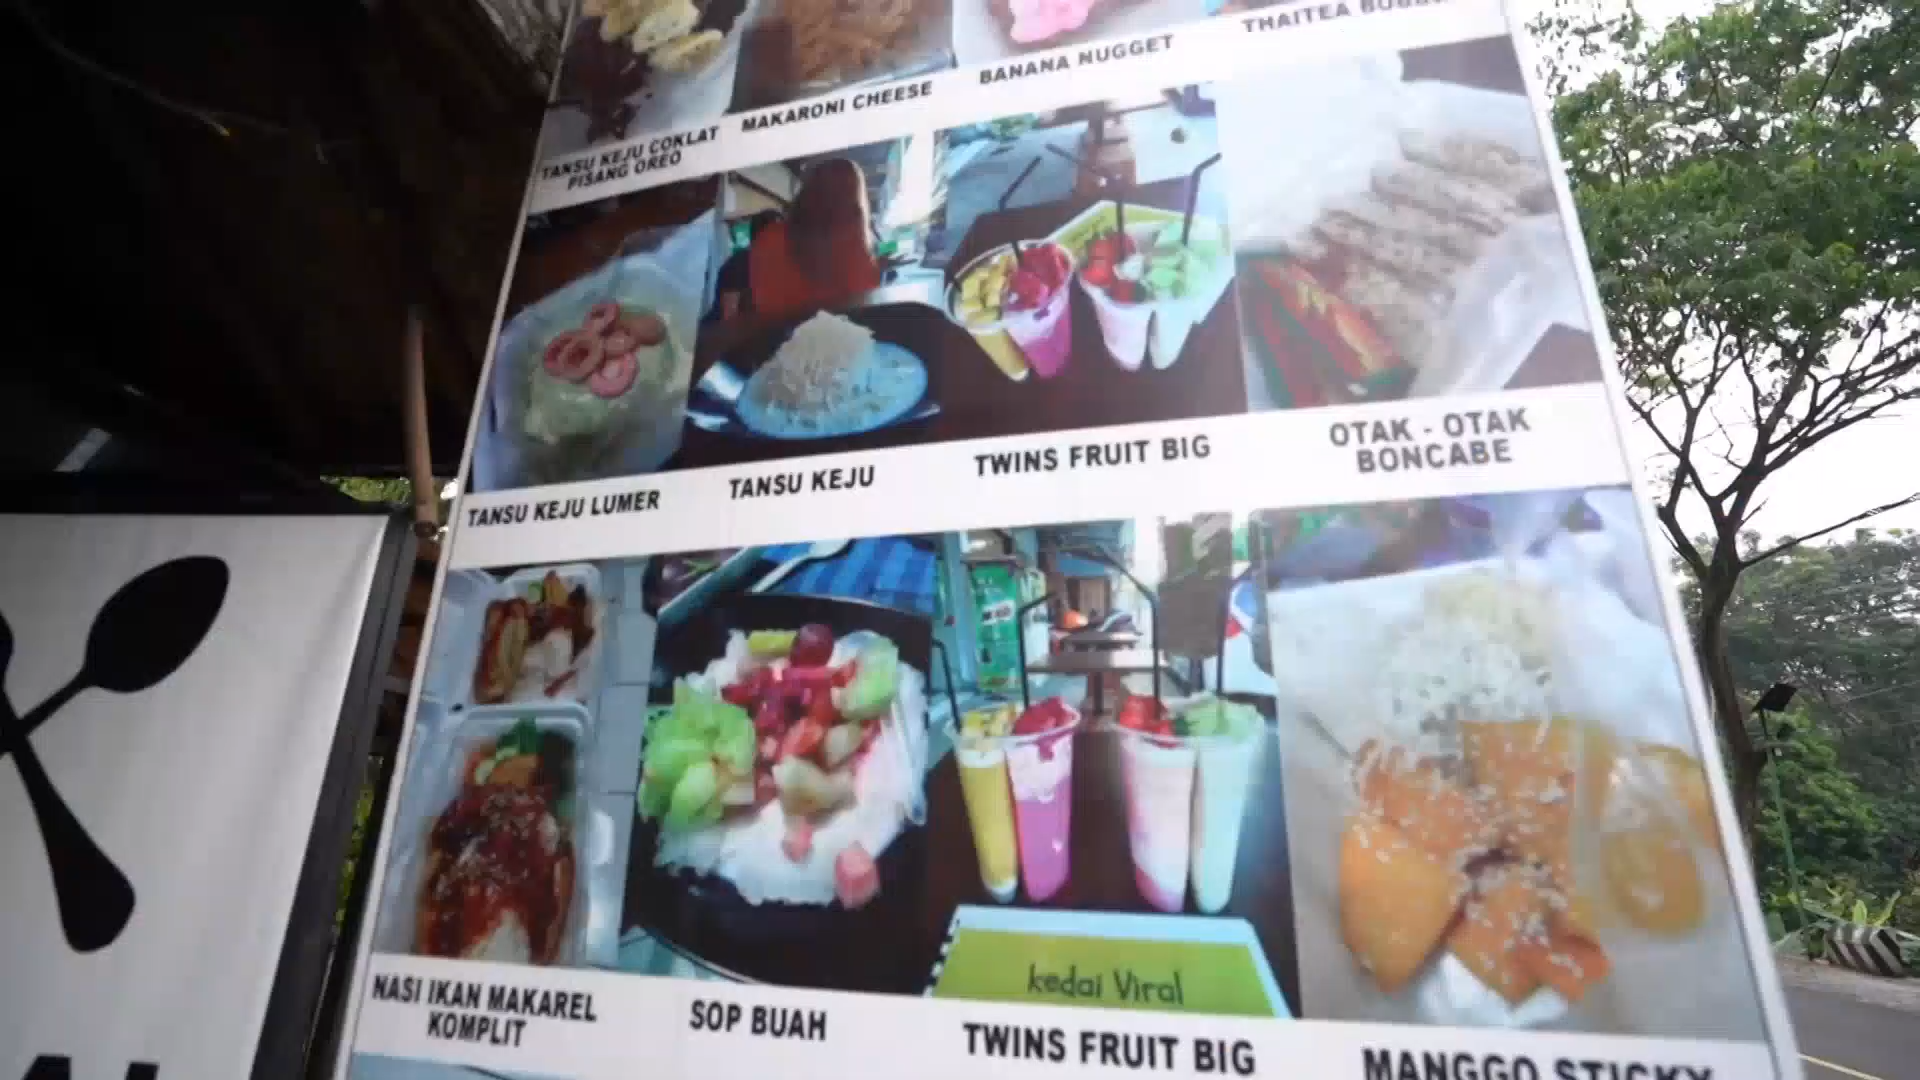 THAITEA
BANANA NUGGET
MAKARONI CHEESE
TANSU KEJU COKLAT
PISANG OREO
TANSU KEJU LUMER
TANSU KEJU
TWINS FRUIT BIG
OTAK - OTAK
BONCABE
kedai Viral
NASI IKAN MAKAREL
KOMPLIT
SOP BUAH
TWINS FRUIT BIG
MANGGO STICKY